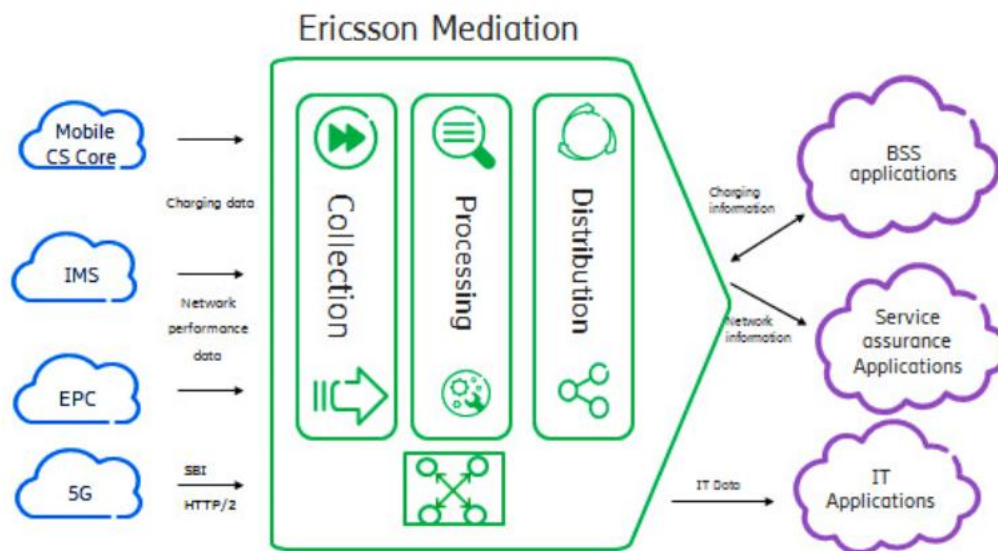 Ericsson Mediation
Mobile
CS Core
Charging data
IMS
Network
performance
data
EPC
5G
SBI
HTTP/2
Collection
Processing
Distribution
Charging
information
Network
information
IT Data
BSS
applications
Service
assurance
Applications
IT
Applications